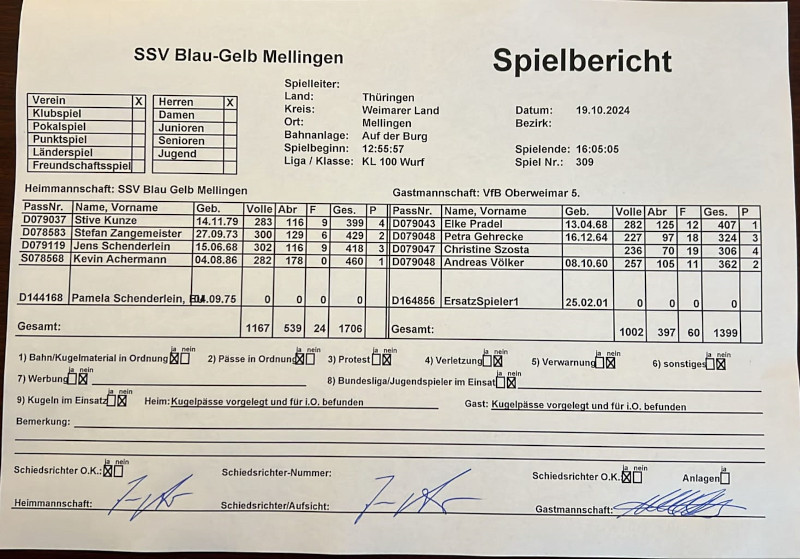 SSV Blau-Gelb Mellingen
Spielbericht
Verein X
Klubspiel
Pokalspiel
Punktspiel
Länderspiel
Freundschaftsspiel
Herren X
Damen
Junioren
Senioren
Jugend
Spielleiter:
Land: Thüringen
Kreis: Weimarer Land
Ort: Mellingen
Bahnanlage: Auf der Burg
Spielbeginn: 12:55:57
Liga / Klasse: KL 100 Wurf
Datum: 19.10.2024
Bezirk:
Spielende: 16:05:05
Spiel Nr.: 309
Heimmannschaft: SSV Blau Gelb Mellingen
Gastmannschaft: VfB Oberweimar 5.
PassNr. Name, Vorname Geb. Volle Abr F Ges. P PassNr. Name, Vorname Geb. Volle Abr F Ges. P
D079037 Stive Kunze 14.11.79 283 116 9 399 4 D079043 Elke Pradel 13.04.68 282 125 12 407 1
D078583 Stefan Zangemeister 27.09.73 300 129 6 429 2 D079048 Petra Gehrecke 16.12.64 227 97 18 324 3
D079119 Jens Schenderlein 15.06.68 302 116 9 418 3 D079047 Christine Szosta 236 70 19 306 4
S078568 Kevin Achermann 04.08.86 282 178 0 460 1 D079048 Andreas Völker 08.10.60 257 105 11 362 2
D144168 Pamela Schenderlein, 04.09.75 0 0 0 0 D164856 ErsatzSpieler1 25.02.01 0 0 0 0
Gesamt: 1167 539 24 1706 Gesamt: 1002 397 60 1399
1) Bahn/Kugelmaterial in Ordnung ja X nein 2) Pässe in Ordnung ja X nein 3) Protest ja nein X 4) Verletzung ja nein X 5) Verwarnung ja nein X 6) sonstiges ja nein X
7) Werbung ja nein X 8) Bundesliga/Jugendspieler im Einsatz ja nein X
9) Kugeln im Einsatz ja nein X Heim: Kugelpässe vorgelegt und für i.O. befunden Gast: Kugelpässe vorgelegt und für i.O. befunden
Bemerkung:
Schiedsrichter O.K.: ja X nein Schiedsrichter-Nummer: Schiedsrichter O.K. ja X nein Anlagen ja
Heimmannschaft: Schiedsrichter/Aufsicht: Gastmannschaft: